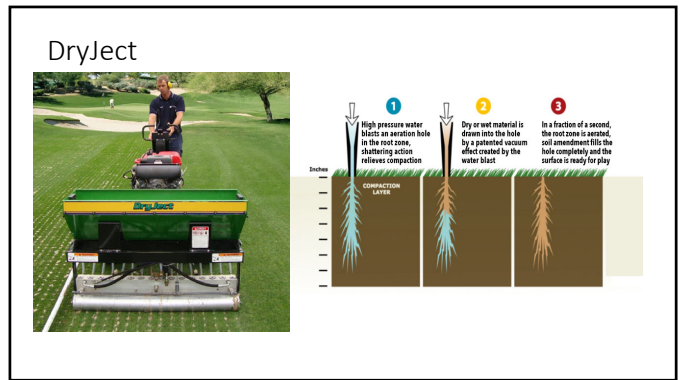 DryJect
DryJect
1
High pressure water
blasts an aeration hole
in the root zone,
shattering action
relieves compaction
2
Dry or wet material is
drawn into the hole
by a patented vacuum
effect created by the
water blast
3
In a fraction of a second,
the root zone is aerated,
soil amendment fills the
hole completely and the
surface is ready for play
Inches
COMPACTION
LAYER